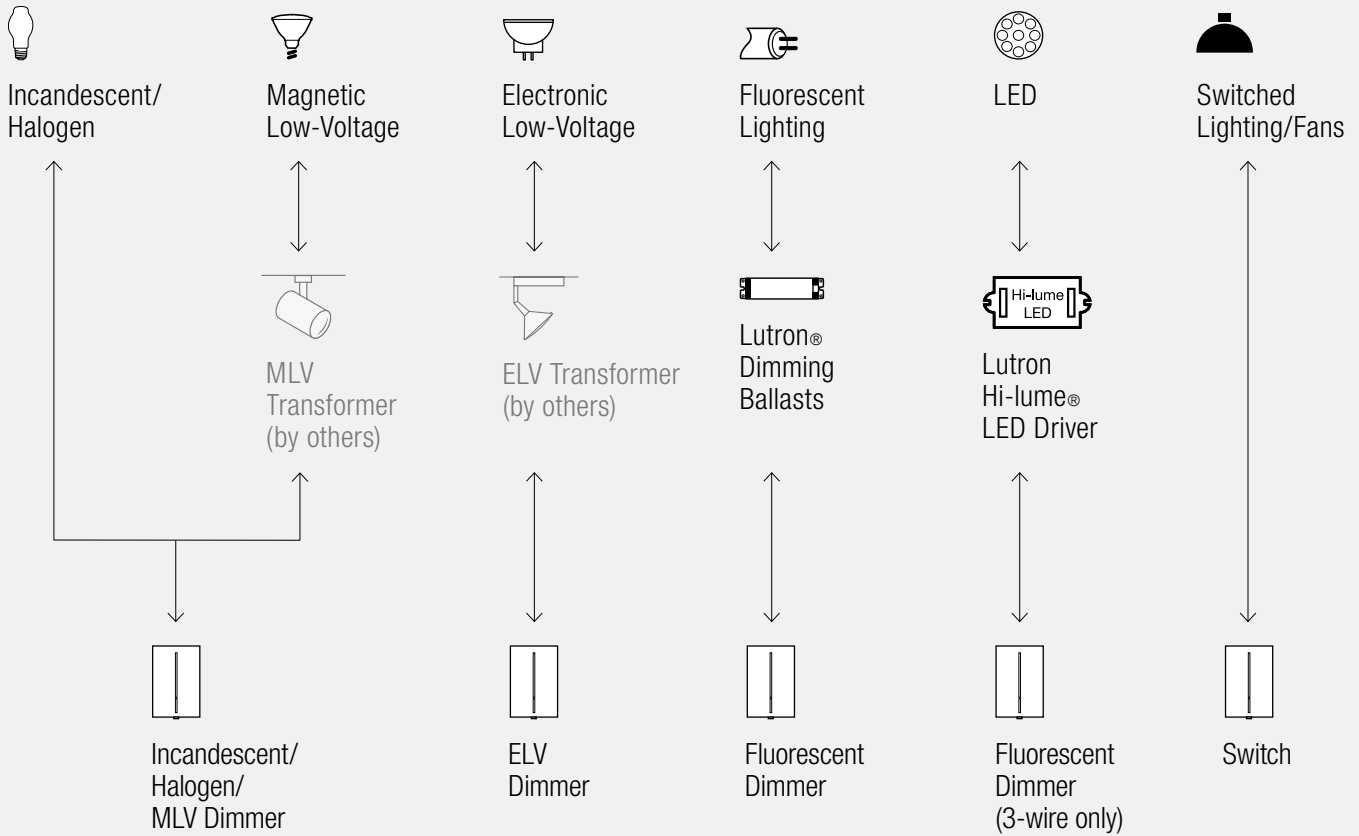 Incandescent/
Halogen
Magnetic
Low-Voltage
Electronic
Low-Voltage
Fluorescent
Lighting
LED
Switched
Lighting/Fans
MLV
Transformer
(by others)
ELV Transformer
(by others)
Lutron®
Dimming
Ballasts
Hi-lume
LED
Lutron
Hi-lume®
LED Driver
Incandescent/
Halogen/
MLV Dimmer
ELV
Dimmer
Fluorescent
Dimmer
Fluorescent
Dimmer
(3-wire only)
Switch